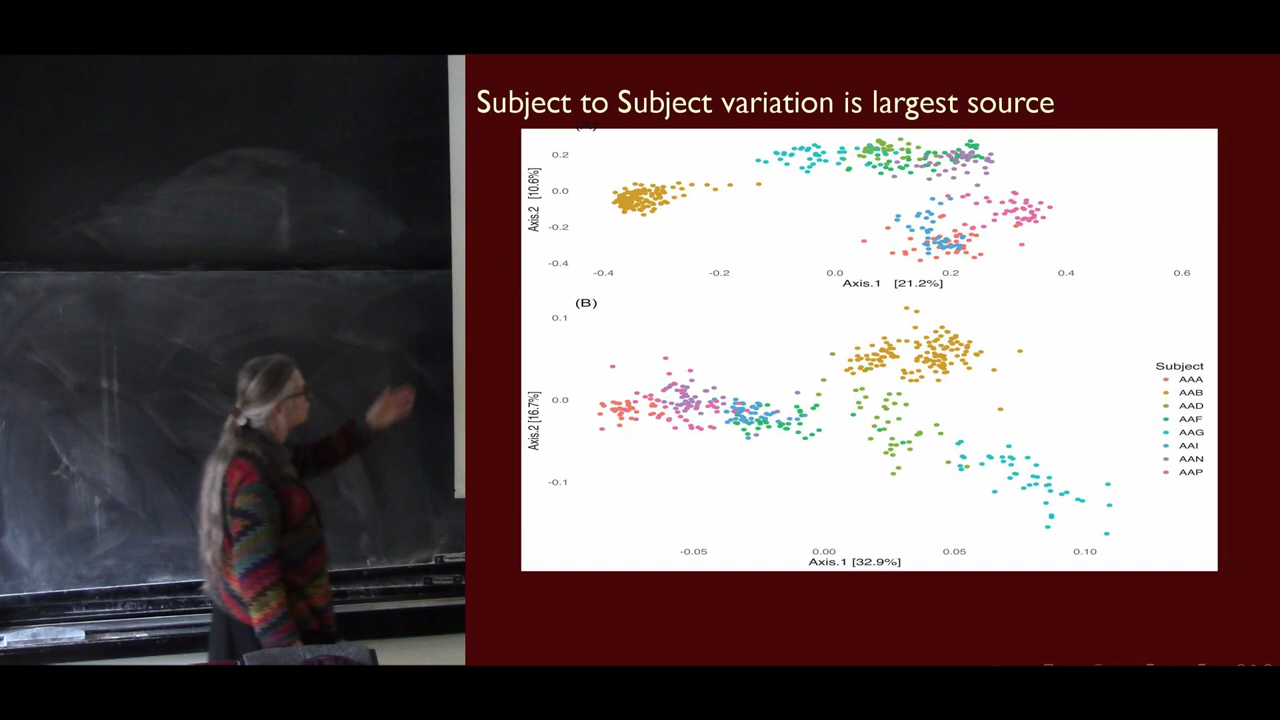 Subject to Subject variation is largest source
0.2
0.0
-0.2
-0.4
Axis.2 [10.6%]
-0.4 -0.2 0.0 0.2 0.4 0.6
Axis.1 [21.2%]
(B)
0.1
0.0
-0.1
Axis.2 [16.7%]
-0.05 0.00 0.05 0.10
Axis.1 [32.9%]
Subject
AAA
AAB
AAD
AAF
AAG
AAI
AAN
AAP